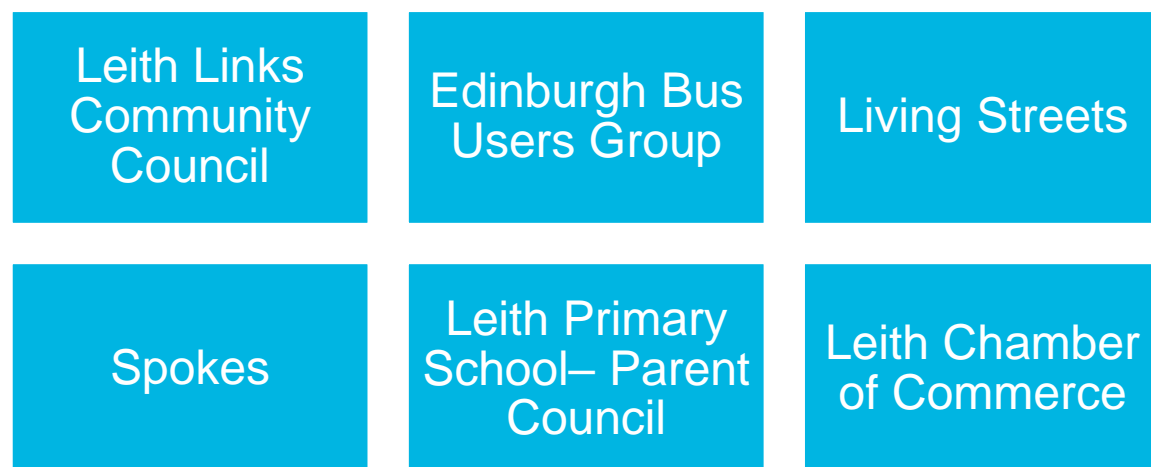 Leith Links
Community
Council
Edinburgh Bus
Users Group
Living Streets
Spokes
Leith Primary
School– Parent
Council
Leith Chamber
of Commerce